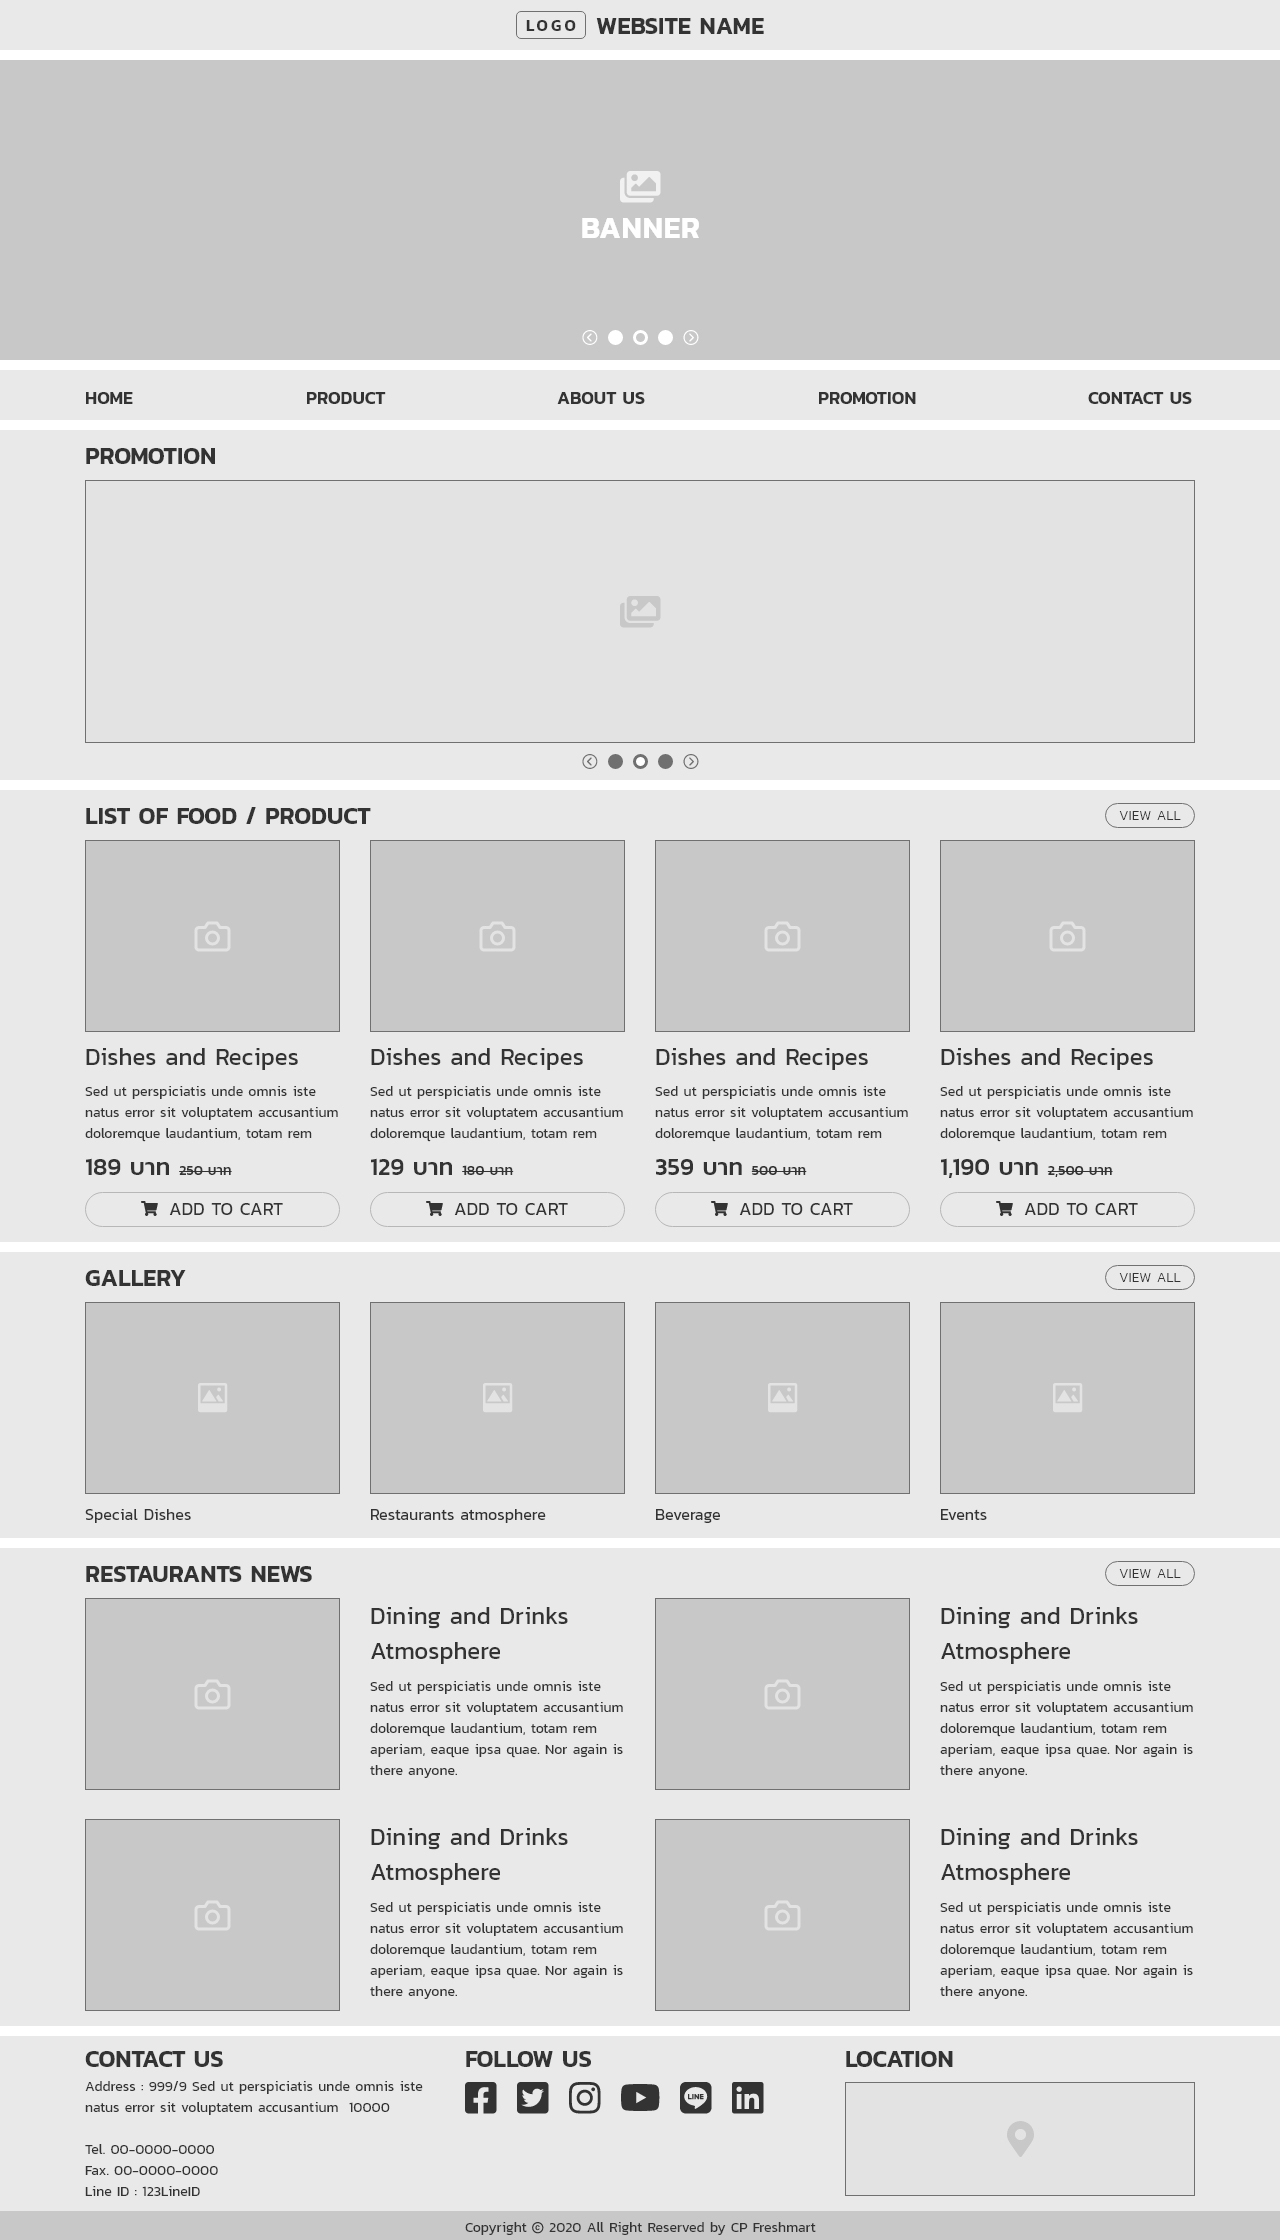 LOGO WEBSITE NAME
BANNER
HOME PRODUCT ABOUT US PROMOTION CONTACT US
PROMOTION
LIST OF FOOD / PRODUCT
VIEW ALL
Dishes and Recipes
Sed ut perspiciatis unde omnis iste
natus error sit voluptatem accusantium
doloremque laudantium, totam rem
189 บาท 250 บาท
ADD TO CART
Dishes and Recipes
Sed ut perspiciatis unde omnis iste
natus error sit voluptatem accusantium
doloremque laudantium, totam rem
129 บาท 180 บาท
ADD TO CART
Dishes and Recipes
Sed ut perspiciatis unde omnis iste
natus error sit voluptatem accusantium
doloremque laudantium, totam rem
359 บาท 500 บาท
ADD TO CART
Dishes and Recipes
Sed ut perspiciatis unde omnis iste
natus error sit voluptatem accusantium
doloremque laudantium, totam rem
1,190 บาท 2,500 บาท
ADD TO CART
GALLERY
VIEW ALL
Special Dishes
Restaurants atmosphere
Beverage
Events
RESTAURANTS NEWS
VIEW ALL
Dining and Drinks
Atmosphere
Sed ut perspiciatis unde omnis iste
natus error sit voluptatem accusantium
doloremque laudantium, totam rem
aperiam, eaque ipsa quae. Nor again is
there anyone.
Dining and Drinks
Atmosphere
Sed ut perspiciatis unde omnis iste
natus error sit voluptatem accusantium
doloremque laudantium, totam rem
aperiam, eaque ipsa quae. Nor again is
there anyone.
Dining and Drinks
Atmosphere
Sed ut perspiciatis unde omnis iste
natus error sit voluptatem accusantium
doloremque laudantium, totam rem
aperiam, eaque ipsa quae. Nor again is
there anyone.
Dining and Drinks
Atmosphere
Sed ut perspiciatis unde omnis iste
natus error sit voluptatem accusantium
doloremque laudantium, totam rem
aperiam, eaque ipsa quae. Nor again is
there anyone.
CONTACT US
Address : 999/9 Sed ut perspiciatis unde omnis iste
natus error sit voluptatem accusantium 10000
Tel. 00-0000-0000
Fax. 00-0000-0000
Line ID : 123LineID
FOLLOW US
LINE
LOCATION
Copyright © 2020 All Right Reserved by CP Freshmart